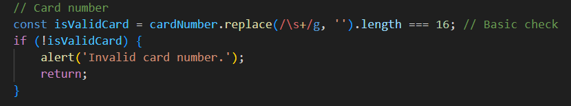 // Card number
const isValidCard = cardNumber.replace(/\s+/g, '').length === 16; // Basic check
if (!isValidCard) {
    alert('Invalid card number.');
    return;
}